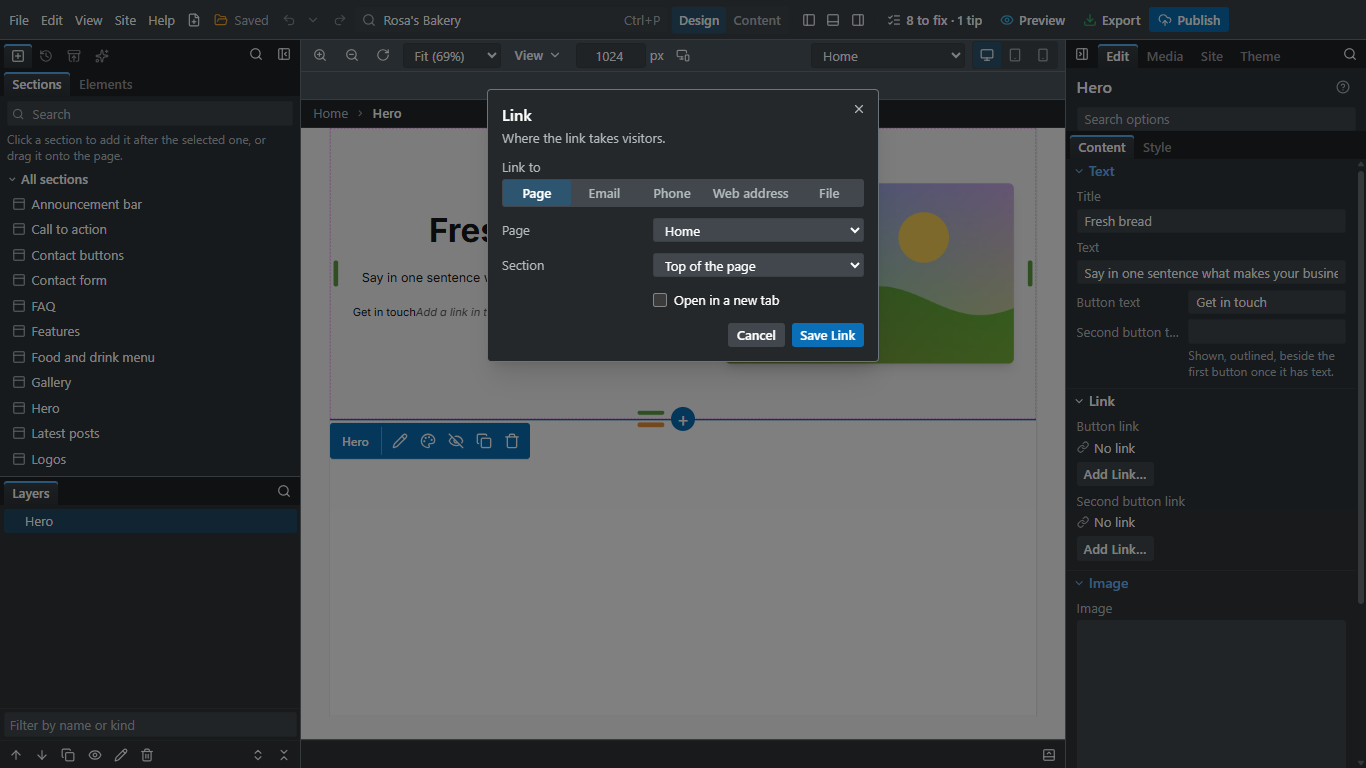 File Edit View Site Help Saved Rosa's Bakery Ctrl+P Design Content 8 to fix · 1 tip Preview Export Publish
Fit (69%) View 1024 px Home Edit Media Site Theme
Sections Elements
Search
Click a section to add it after the selected one, or
drag it onto the page.
All sections
Announcement bar
Call to action
Contact buttons
Contact form
FAQ
Features
Food and drink menu
Gallery
Hero
Latest posts
Logos
Layers
Hero
Filter by name or kind
Home › Hero
Say in one sentence
Get in touchAdd a link in
Hero
Link
Where the link takes visitors.
Link to
Page Email Phone Web address File
Page Home
Section Top of the page
Open in a new tab
Cancel Save Link
Hero
Search options
Content Style
Text
Title
Fresh bread
Text
Say in one sentence what makes your busine
Button text Get in touch
Second button t...
Shown, outlined, beside the
first button once it has text.
Link
Button link
No link
Add Link...
Second button link
No link
Add Link...
Image
Image